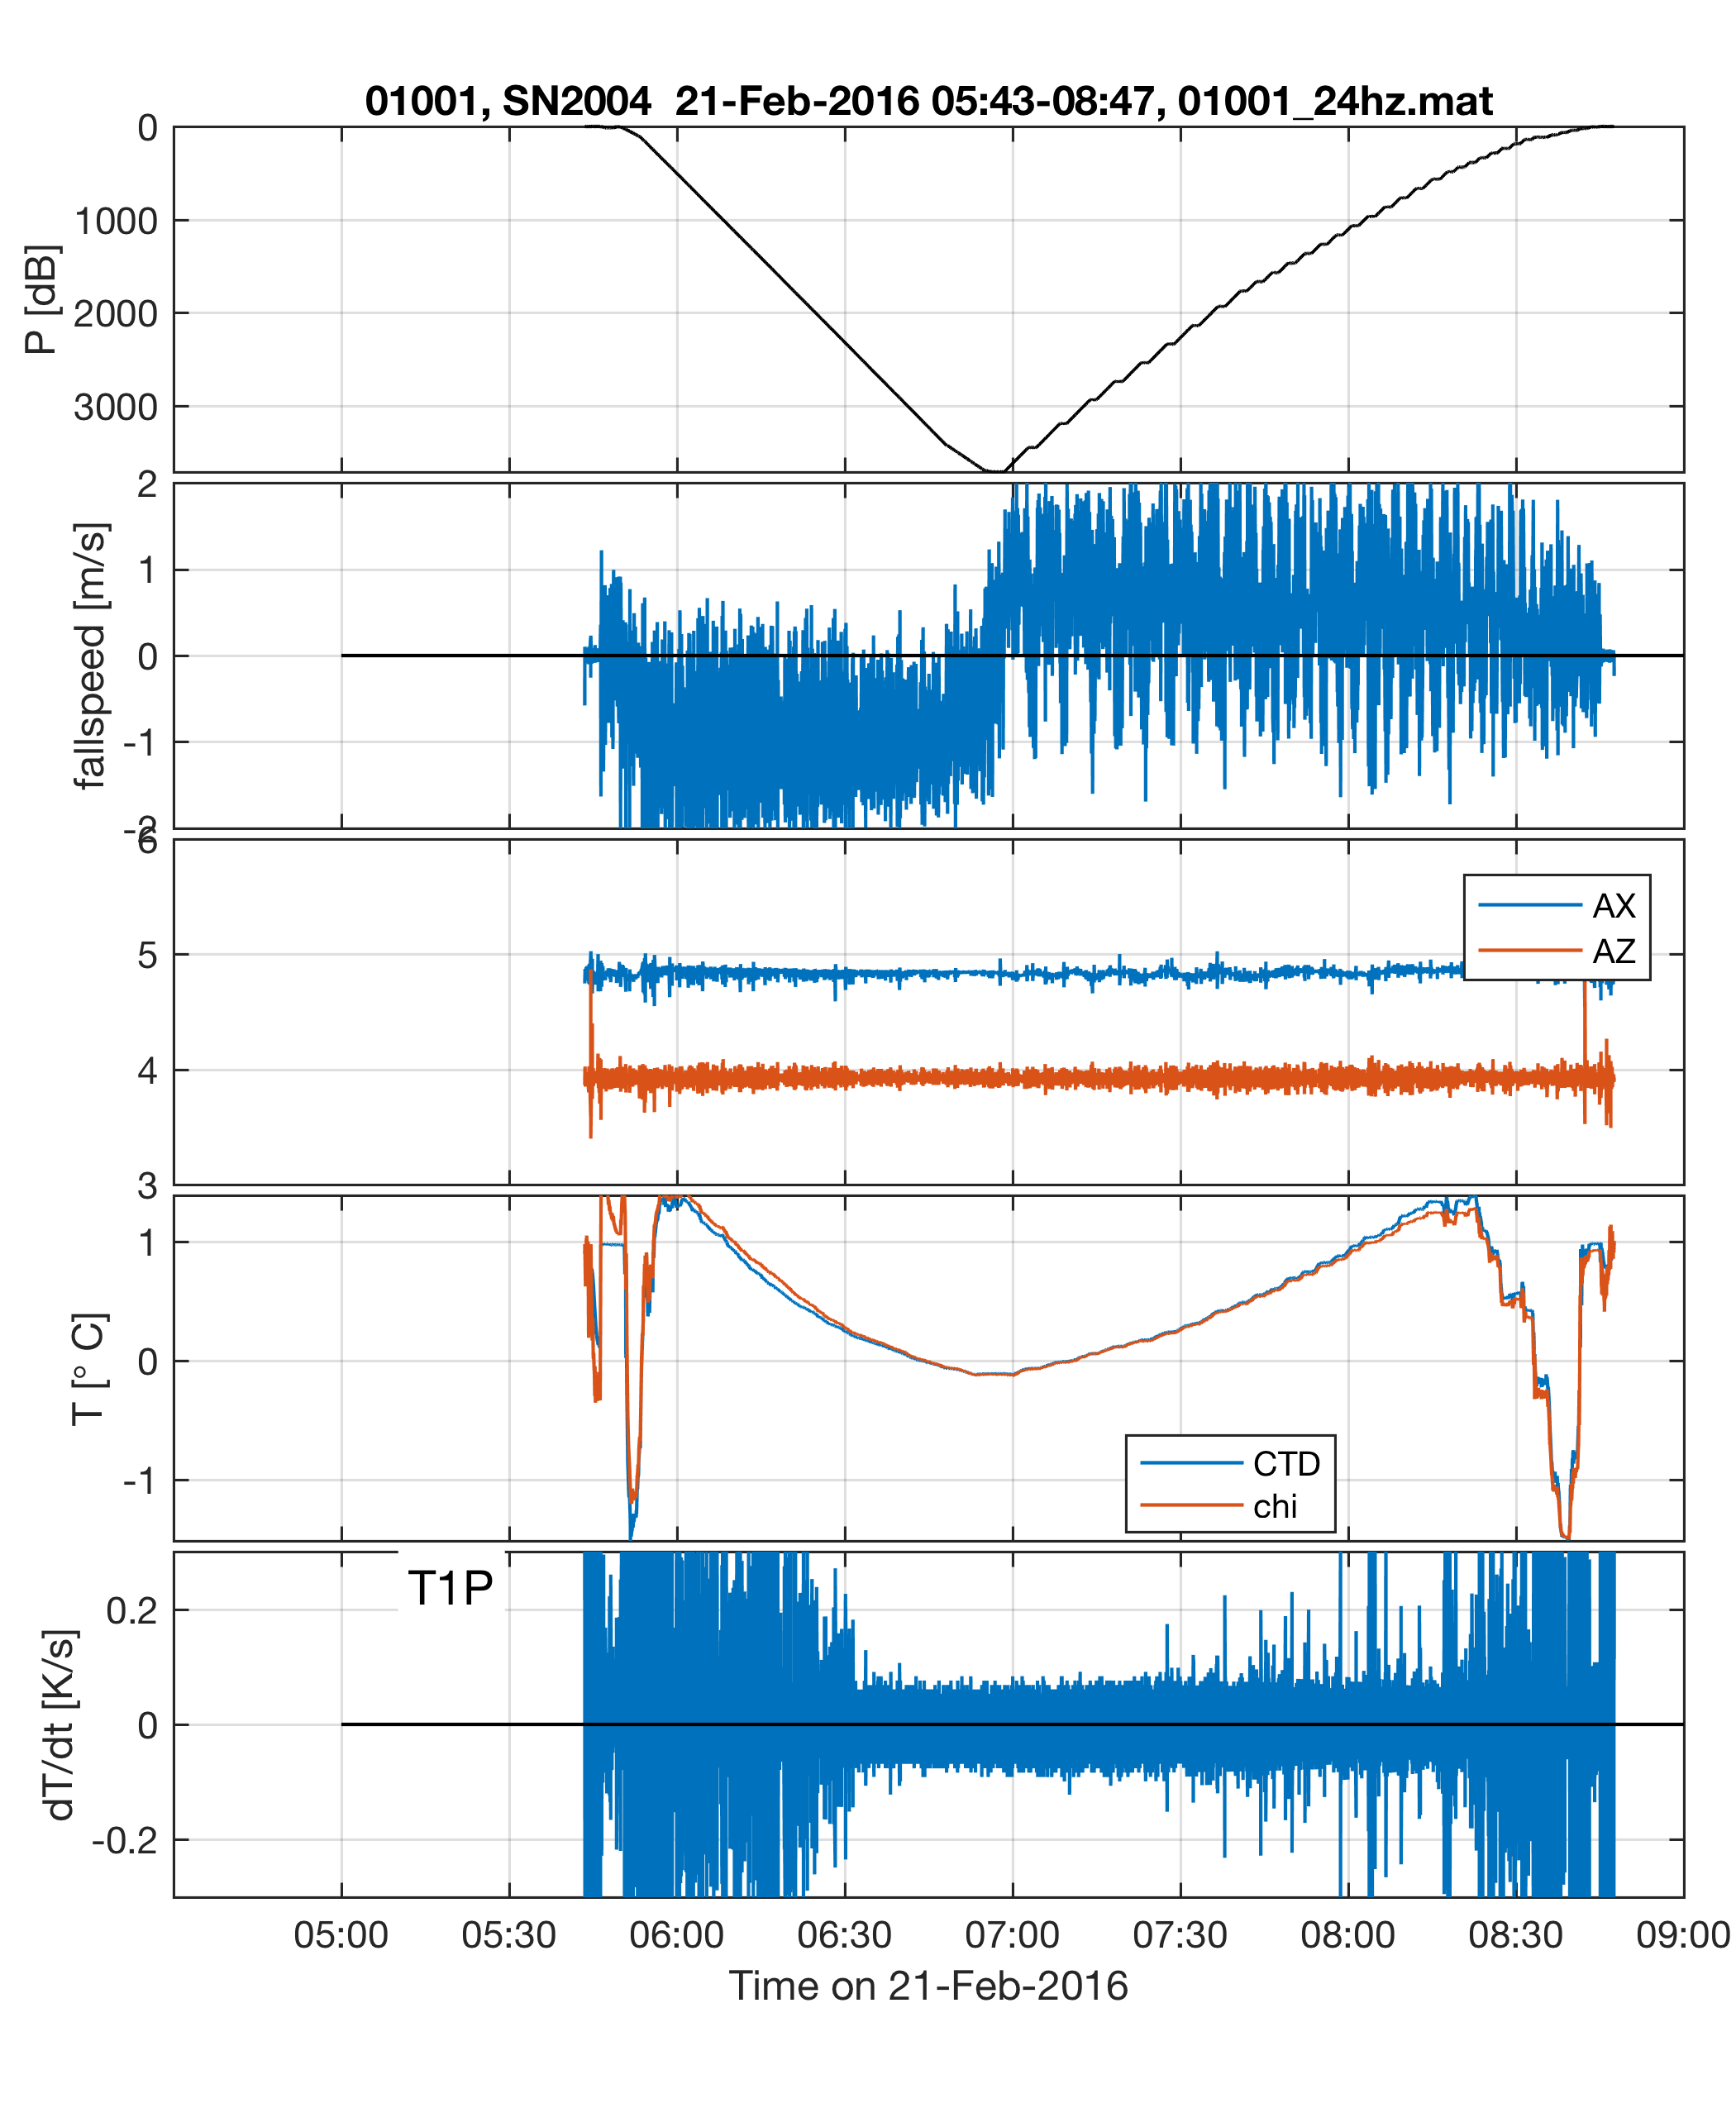 01001, SN2004  21-Feb-2016 05:43-08:47, 01001_24hz.mat
0
1000
2000
3000
P [dB]
2
1
0
-1
-2
fallspeed [m/s]
6
5
4
3
AX
AZ
1
0
-1
T [° C]
CTD
chi
T1P
0.2
0
-0.2
dT/dt [K/s]
05:00 05:30 06:00 06:30 07:00 07:30 08:00 08:30 09:00
Time on 21-Feb-2016